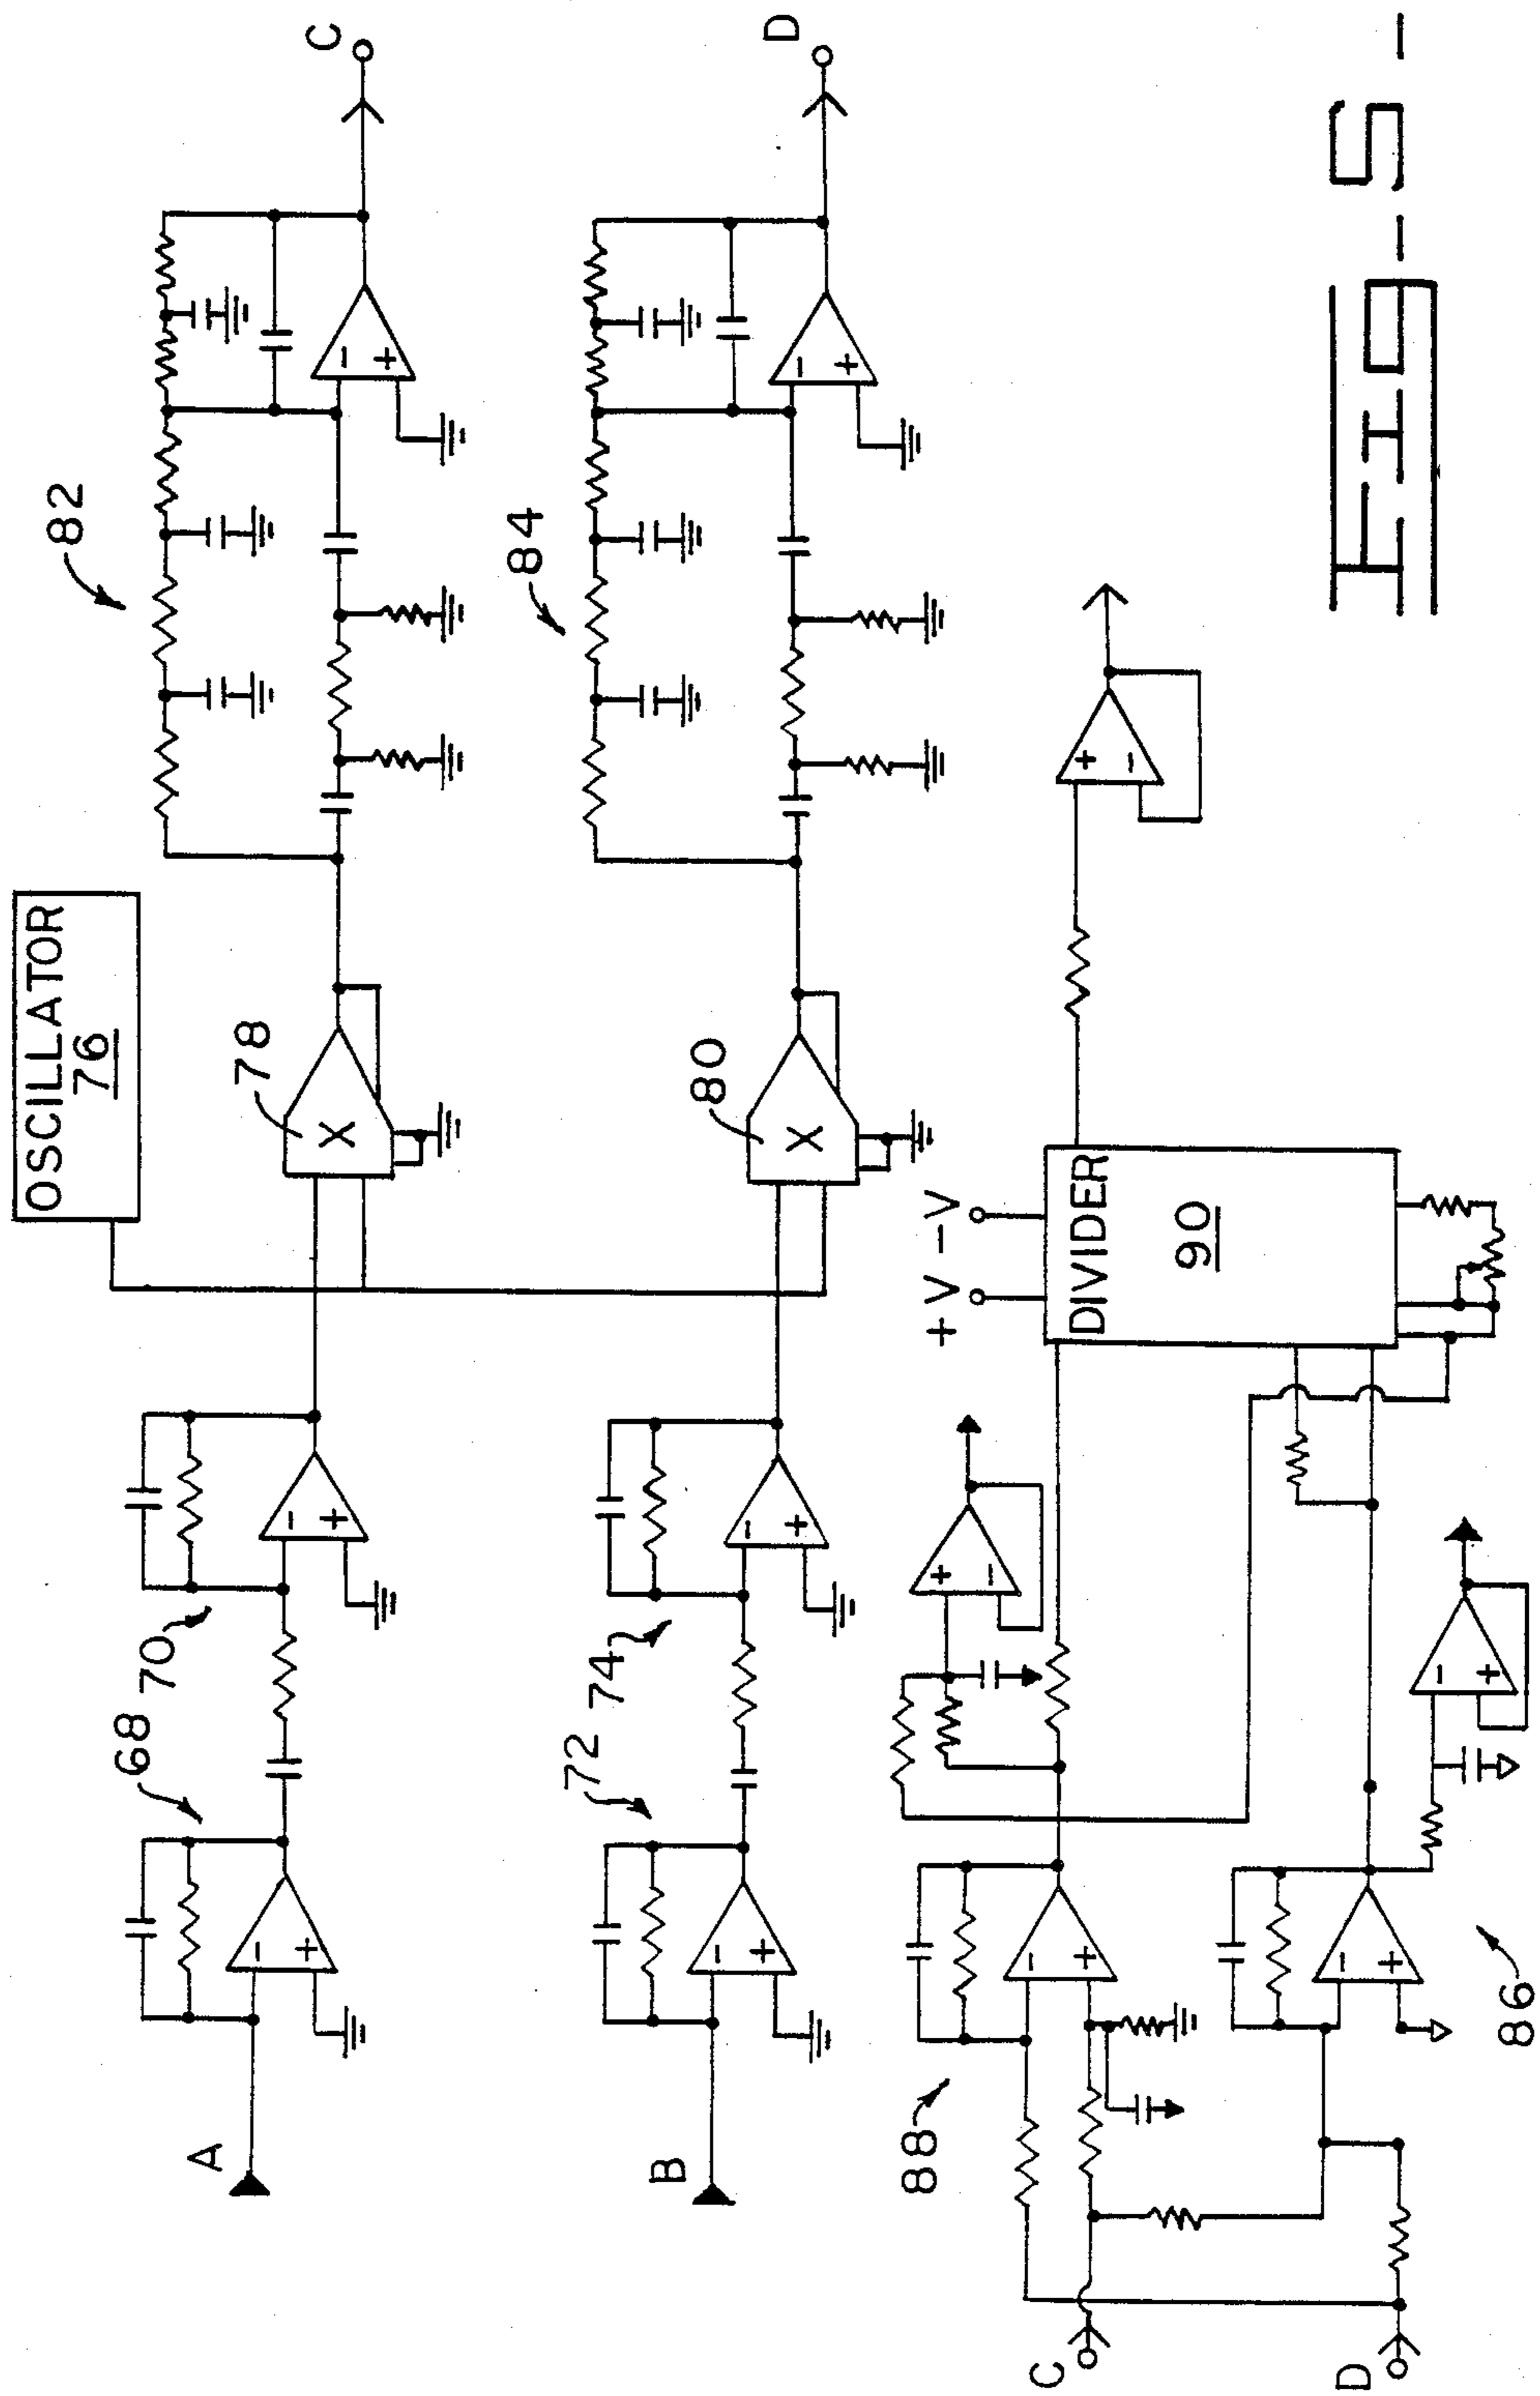 OSCILLATOR
76
82
C
68
70
78
A
- +
- +
X
- +
84
D
72
74
80
B
- +
- +
X
- +
88
+V
-V
C
- +
+ -
DIVIDER
90
+ -
D
- +
- +
86
FIG-5-